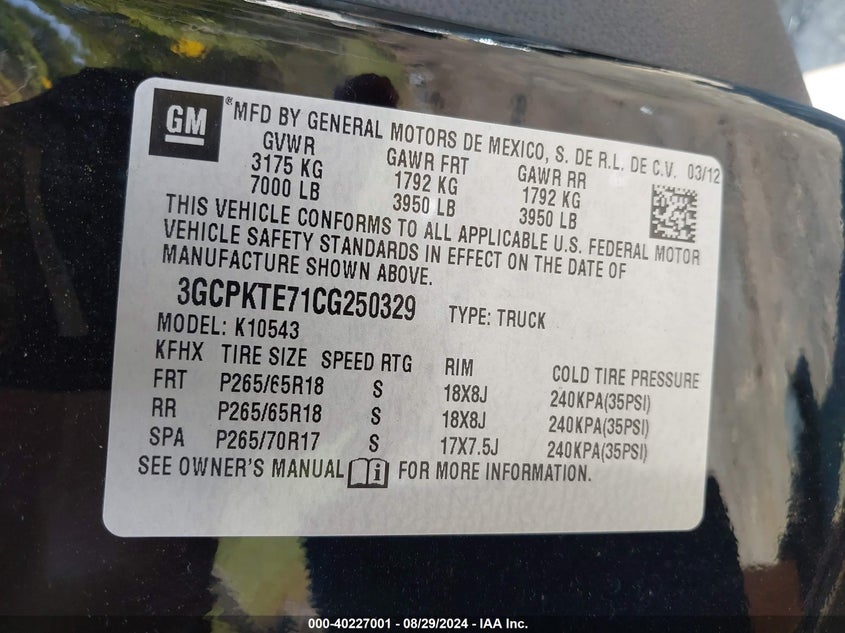 GM
®MFD BY GENERAL MOTORS DE MEXICO, S. DE R.L. DE C.V. 03/12
GVWR GAWR FRT GAWR RR
3175 KG 1792 KG 1792 KG
7000 LB 3950 LB 3950 LB
THIS VEHICLE CONFORMS TO ALL APPLICABLE U.S. FEDERAL MOTOR
VEHICLE SAFETY STANDARDS IN EFFECT ON THE DATE OF
MANUFACTURE SHOWN ABOVE.
3GCPKTE71CG250329 TYPE: TRUCK
MODEL: K10543
KFHX TIRE SIZE SPEED RTG RIM COLD TIRE PRESSURE
FRT P265/65R18 S 18X8J 240KPA(35PSI)
RR P265/65R18 S 18X8J 240KPA(35PSI)
SPA P265/70R17 S 17X7.5J 240KPA(35PSI)
SEE OWNER'S MANUAL i FOR MORE INFORMATION.
000-40227001 - 08/29/2024 - IAA Inc.